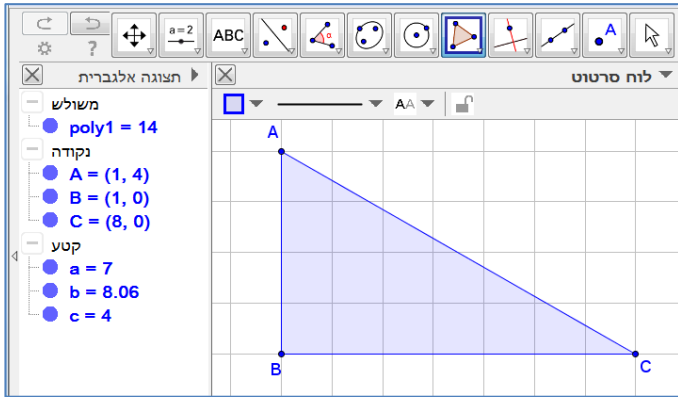 ?
a=2
ABC
α
A
תצוגה אלגברית
לוח סרטוט
AA
משולש
poly1 = 14
נקודה
A = (1, 4)
B = (1, 0)
C = (8, 0)
קטע
a = 7
b = 8.06
c = 4
A
B
C